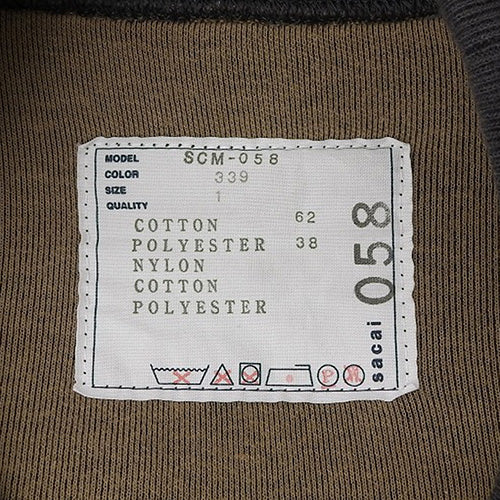 MODEL SCM-058
COLOR 339
SIZE 1
QUALITY
COTTON 62
POLYESTER 38
NYLON
COTTON
POLYESTER
P W
sacai 058